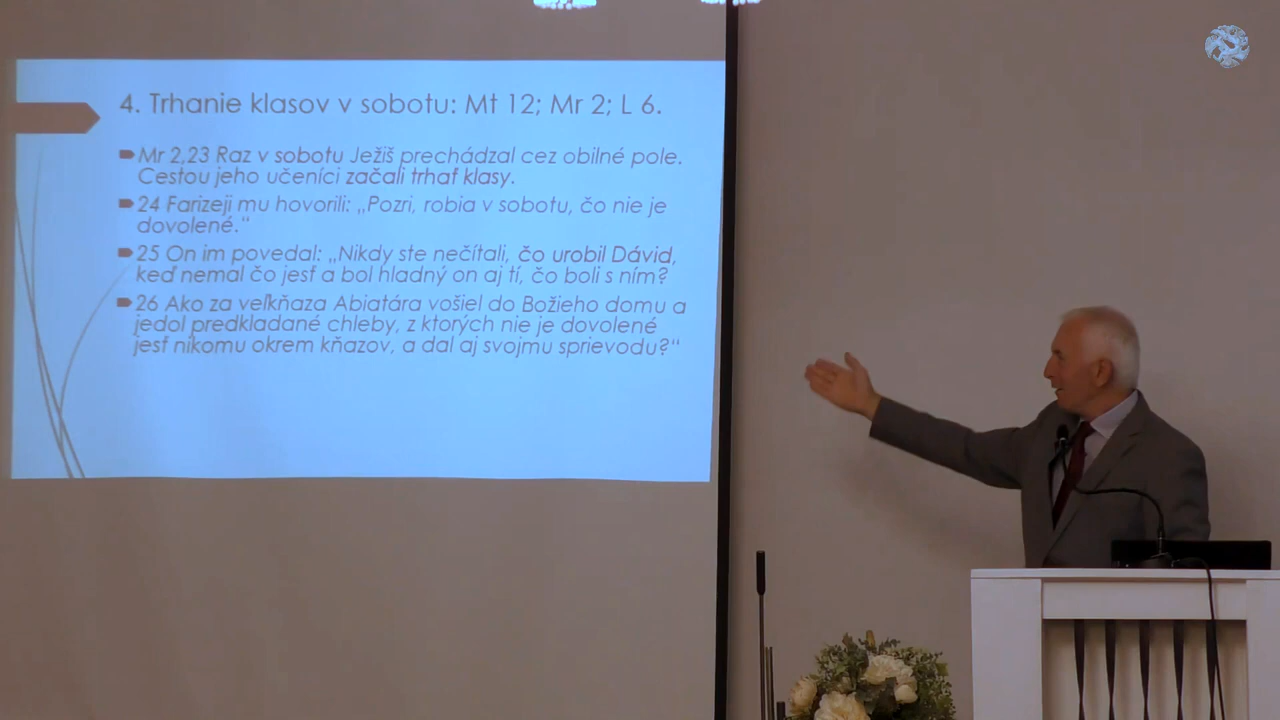 4. Trhanie klasov v sobotu: Mt 12; Mr 2; L 6.
Mr 2,23 Raz v sobotu Ježiš prechádzal cez obilné pole.
Cestou jeho učeníci začali trhať klasy.
24 Farizeji mu hovorili: „Pozri, robia v sobotu, čo nie je
dovolené.“
25 On im povedal: „Nikdy ste nečítali, čo urobil Dávid,
keď nemal čo jesť a bol hladný on aj tí, čo boli s ním?
26 Ako za veľkňaza Abiatára vošiel do Božieho domu a
jedol predkladané chleby, z ktorých nie je dovolené
jesť nikomu okrem kňazov, a dal aj svojmu sprievodu?“